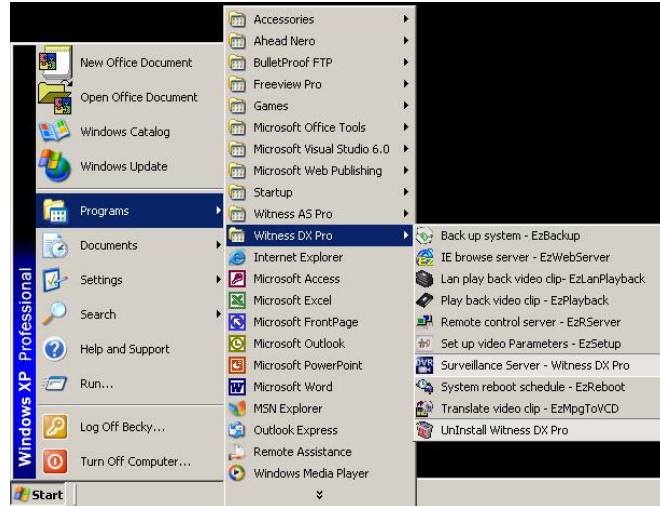 New Office Document
Open Office Document
Windows Catalog
Windows Update
Programs
Documents
Settings
Search
Help and Support
Run...
Log Off Becky...
Turn Off Computer...
Windows XP Professional
Start
Accessories
Ahead Nero
BulletProof FTP
Freeview Pro
Games
Microsoft Office Tools
Microsoft Visual Studio 6.0
Microsoft Web Publishing
Startup
Witness AS Pro
Witness DX Pro
Internet Explorer
Microsoft Access
Microsoft Excel
Microsoft FrontPage
Microsoft Outlook
Microsoft PowerPoint
Microsoft Word
MSN Explorer
Outlook Express
Remote Assistance
Windows Media Player
Back up system - EzBackup
IE browse server - EzWebServer
Lan play back video clip- EzLanPlayback
Play back video clip - EzPlayback
Remote control server - EzRServer
Set up video Parameters - EzSetup
DVR Surveillance Server - Witness DX Pro
System reboot schedule - EzReboot
Translate video clip - EzMpgToVCD
UnInstall Witness DX Pro